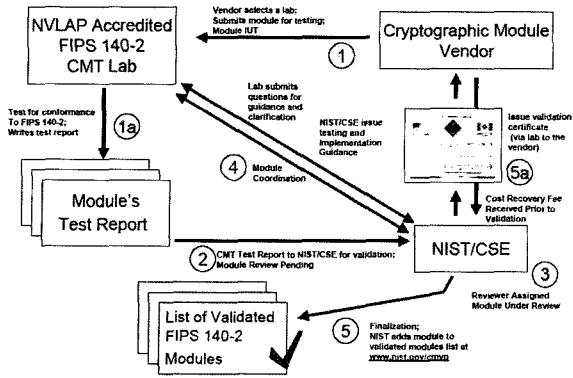 NVLAP Accredited
FIPS 140-2
CMT Lab
Vendor selects a lab;
Submits module for testing;
Module IUT
1
Cryptographic Module
Vendor
Test for conformance
To FIPS 140-2;
Writes test report
1a
Lab submits
questions for
guidance and
clarification
NIST/CSE issue
testing and
Implementation
Guidance
Issue validation
certificate
(via lab to the
vendor)
5a
4
Module
Coordination
Module's
Test Report
Cost Recovery Fee
Received Prior to
Validation
2
CMT Test Report to NIST/CSE for validation;
Module Review Pending
NIST/CSE
3
Reviewer Assigned
Module Under Review
List of Validated
FIPS 140-2
Modules
5
Finalization;
NIST adds module to
validated modules list at
www.nist.gov/cmvp